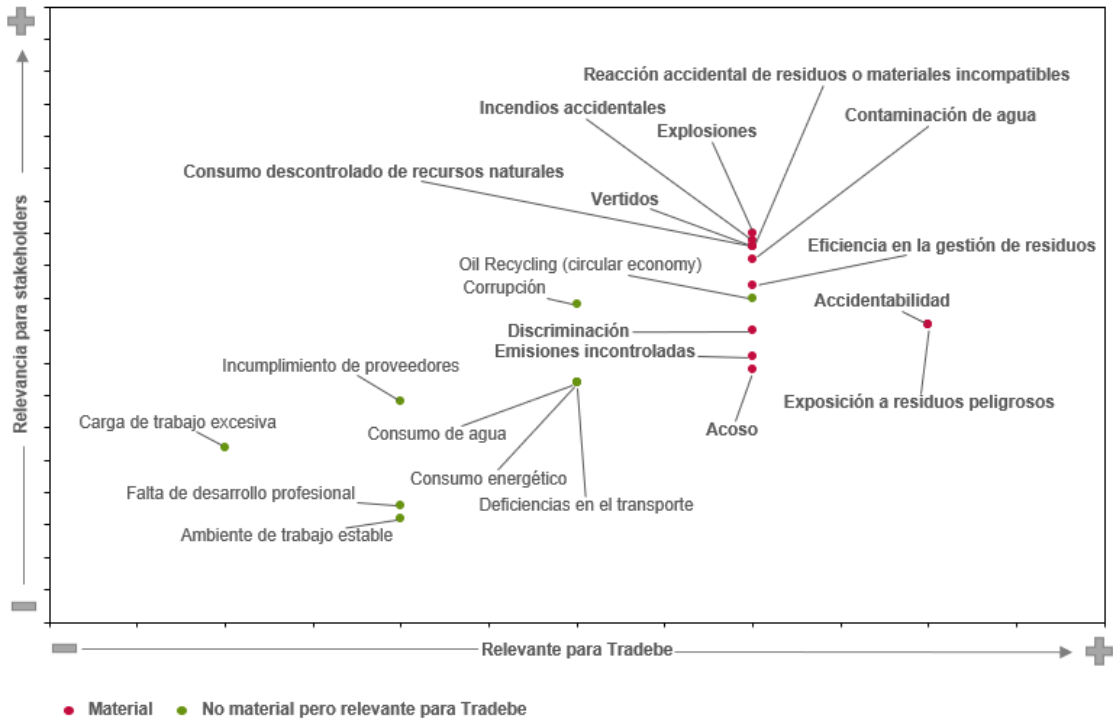 Reacción accidental de residuos o materiales incompatibles
Incendios accidentales
Contaminación de agua
Explosiones
Consumo descontrolado de recursos naturales
Vertidos
Eficiencia en la gestión de residuos
Oil Recycling (circular economy)
Corrupción
Accidentabilidad
Discriminación
Emisiones incontroladas
Incumplimiento de proveedores
Exposición a residuos peligrosos
Carga de trabajo excesiva
Acoso
Consumo de agua
Consumo energético
Falta de desarrollo profesional
Deficiencias en el transporte
Ambiente de trabajo estable
Relevancia para stakeholders
Relevante para Tradebe
Material
No material pero relevante para Tradebe